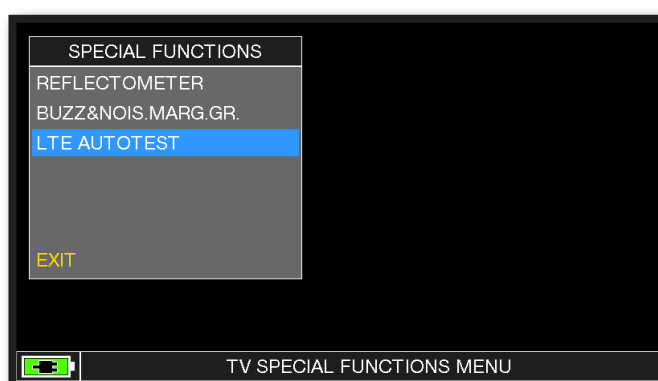 SPECIAL FUNCTIONS
REFLECTOMETER
BUZZ&NOIS.MARG.GR.
LTE AUTOTEST
EXIT
TV SPECIAL FUNCTIONS MENU